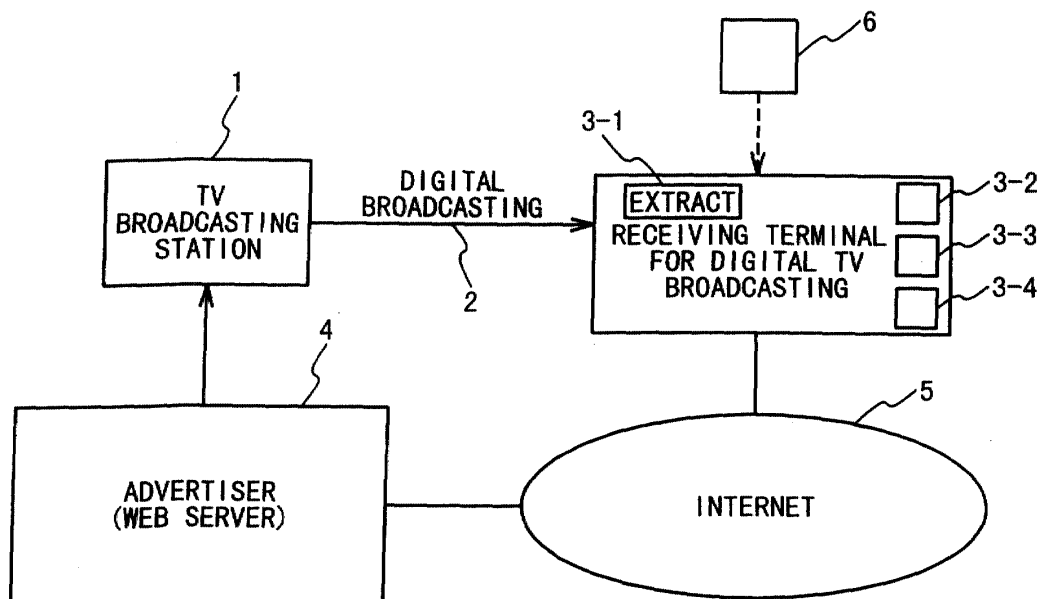 6
1
3-1
TV
BROADCASTING
STATION
DIGITAL
BROADCASTING
2
EXTRACT
RECEIVING TERMINAL
FOR DIGITAL TV
BROADCASTING
3-2
3-3
3-4
4
ADVERTISER
(WEB SERVER)
5
INTERNET